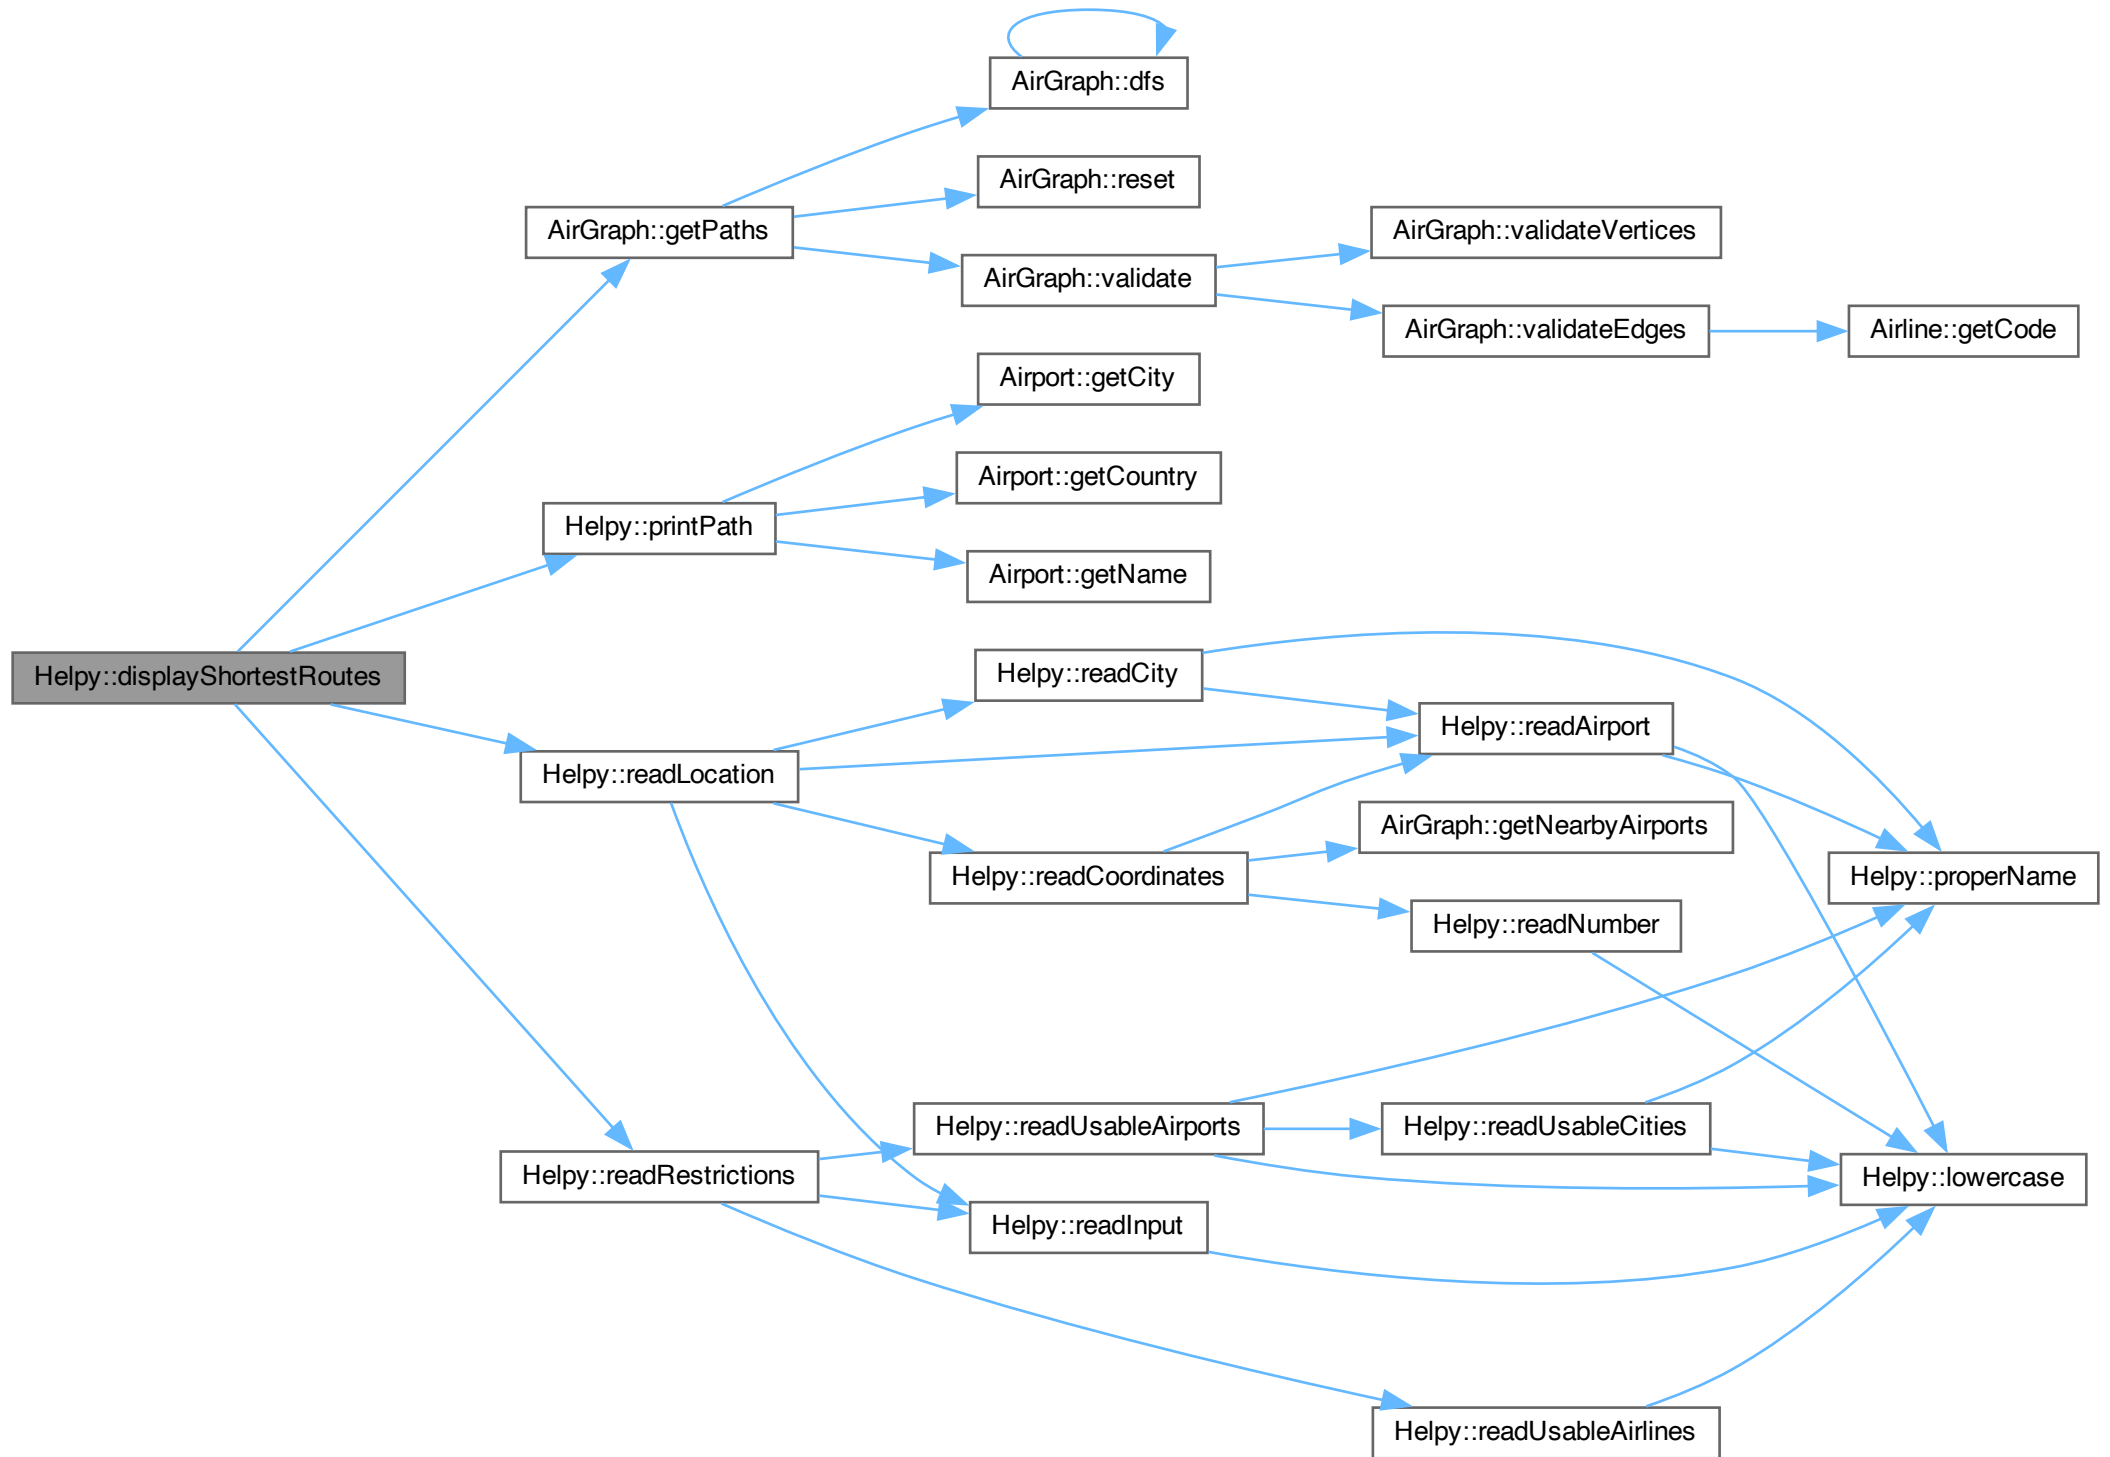 AirGraph::dfs
AirGraph::reset
AirGraph::getPaths
AirGraph::validateVertices
AirGraph::validate
AirGraph::validateEdges
Airline::getCode
Airport::getCity
Airport::getCountry
Helpy::printPath
Airport::getName
Helpy::displayShortestRoutes
Helpy::readCity
Helpy::readAirport
Helpy::readLocation
AirGraph::getNearbyAirports
Helpy::readCoordinates
Helpy::properName
Helpy::readNumber
Helpy::readUsableAirports
Helpy::readUsableCities
Helpy::readRestrictions
Helpy::lowercase
Helpy::readInput
Helpy::readUsableAirlines